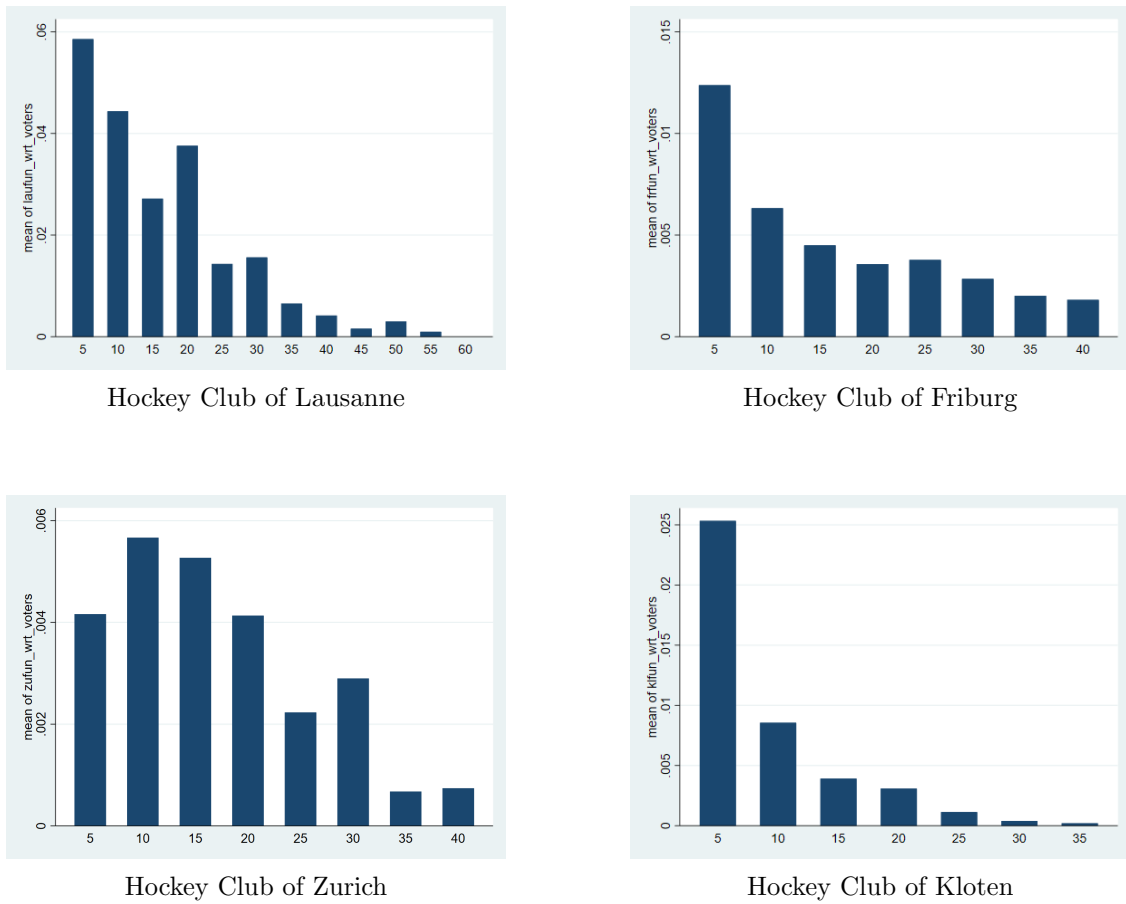 mean of laufun_wrt_voters
.06
.04
.02
0
5 10 15 20 25 30 35 40 45 50 55 60
Hockey Club of Lausanne
mean of frfun_wrt_voters
.015
.01
.005
0
5 10 15 20 25 30 35 40
Hockey Club of Friburg
mean of zufun_wrt_voters
.006
.004
.002
0
5 10 15 20 25 30 35 40
Hockey Club of Zurich
mean of klfun_wrt_voters
.025
.02
.015
.01
.005
0
5 10 15 20 25 30 35
Hockey Club of Kloten